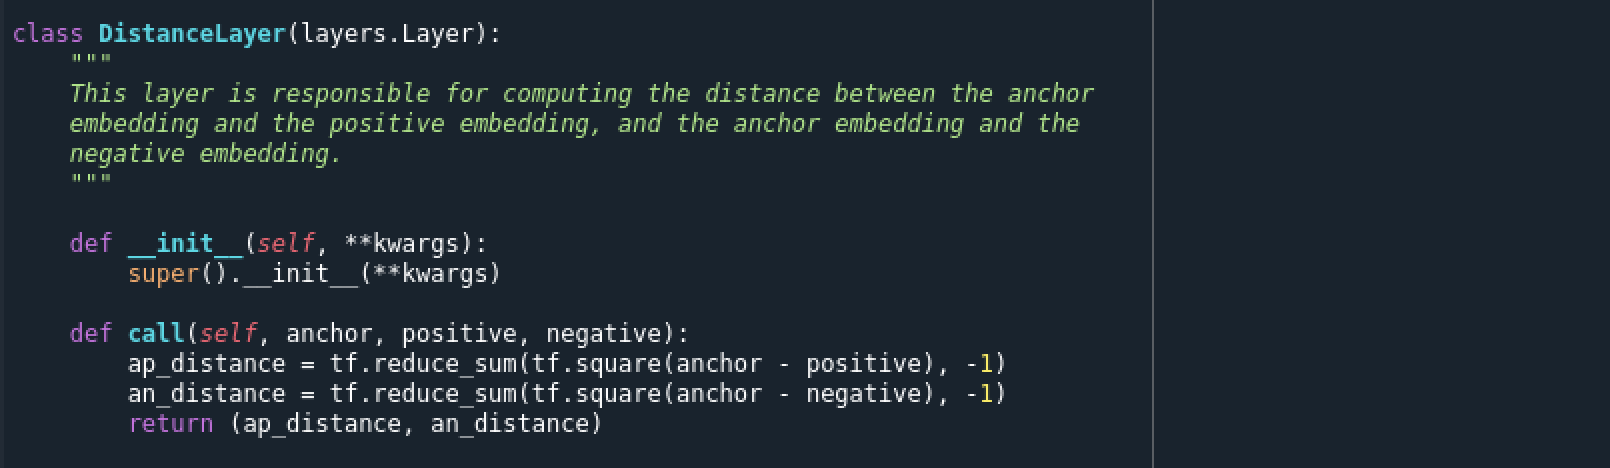 class DistanceLayer(layers.Layer):
    """
    This layer is responsible for computing the distance between the anchor
    embedding and the positive embedding, and the anchor embedding and the
    negative embedding.
    """

    def __init__(self, **kwargs):
        super().__init__(**kwargs)

    def call(self, anchor, positive, negative):
        ap_distance = tf.reduce_sum(tf.square(anchor - positive), -1)
        an_distance = tf.reduce_sum(tf.square(anchor - negative), -1)
        return (ap_distance, an_distance)